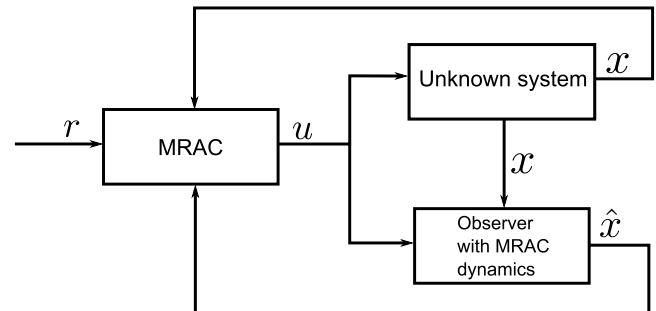 x
Unknown system
r
u
MRAC
x
Observer
with MRAC
dynamics
x̂